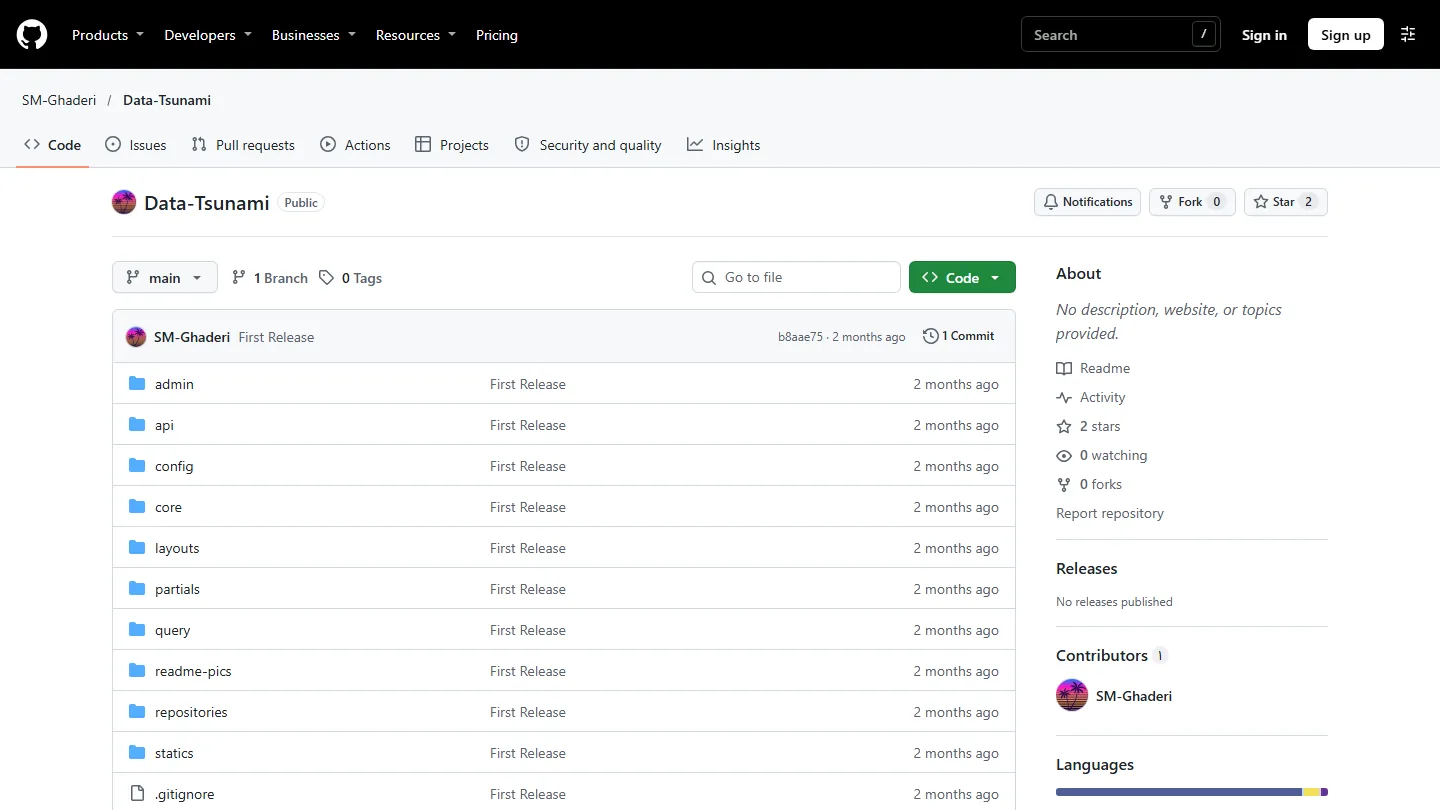 Products Developers Businesses Resources Pricing Search / Sign in Sign up
SM-Ghaderi / Data-Tsunami
Code Issues Pull requests Actions Projects Security and quality Insights
Data-Tsunami Public Notifications Fork 0 Star 2
main 1 Branch 0 Tags Go to file Code
SM-Ghaderi First Release b8aae75 · 2 months ago 1 Commit
admin First Release 2 months ago
api First Release 2 months ago
config First Release 2 months ago
core First Release 2 months ago
layouts First Release 2 months ago
partials First Release 2 months ago
query First Release 2 months ago
readme-pics First Release 2 months ago
repositories First Release 2 months ago
statics First Release 2 months ago
.gitignore First Release 2 months ago
About
No description, website, or topics
provided.
Readme
Activity
2 stars
0 watching
0 forks
Report repository
Releases
No releases published
Contributors ۱
SM-Ghaderi
Languages